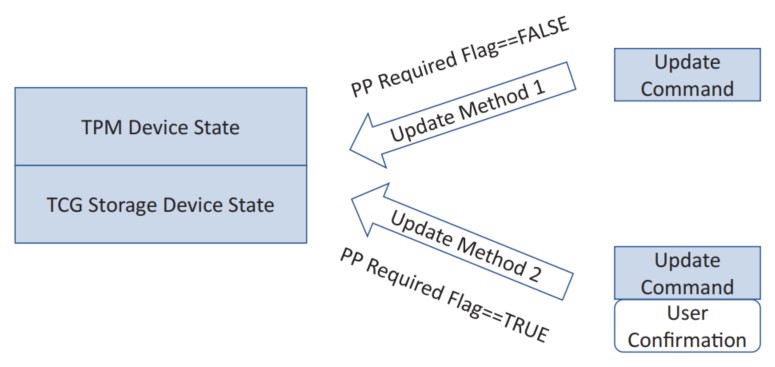 PP Required Flag==FALSE
Update Method 1
Update
Command
TPM Device State
TCG Storage Device State
Update Method 2
PP Required Flag==TRUE
Update
Command
User
Confirmation